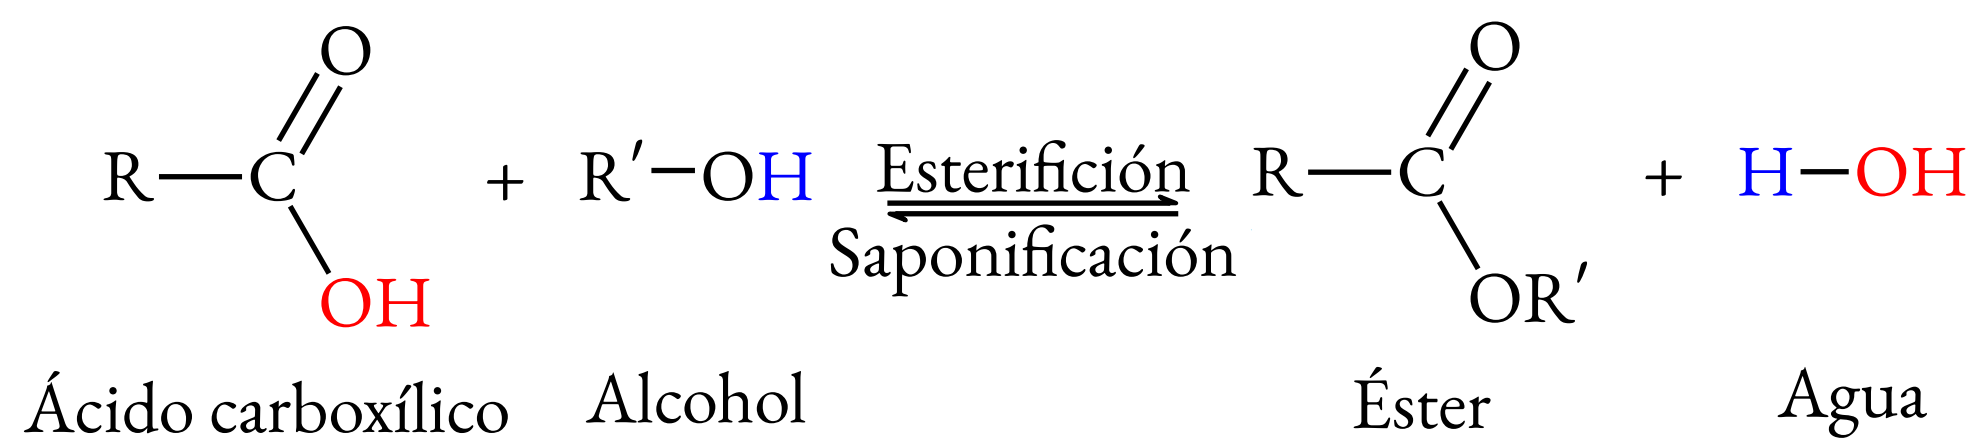 O O
R C + R′ OH Esterifición R C + H OH
Saponificación
OH OR′
Ácido carboxílico Alcohol Éster Agua